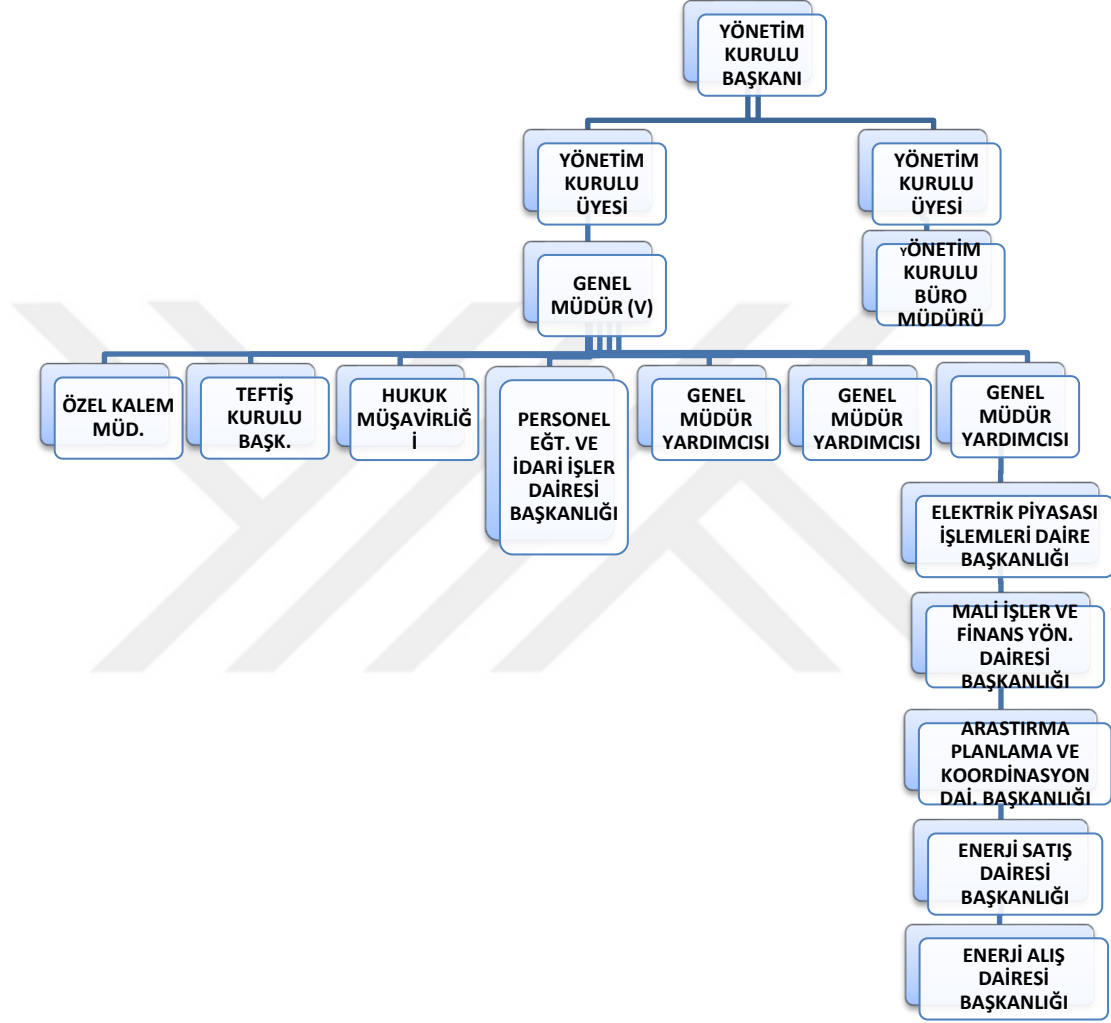 YÖNETİM
KURULU
BAŞKANI
YÖNETİM
KURULU
ÜYESİ
YÖNETİM
KURULU
ÜYESİ
GENEL
MÜDÜR (V)
YÖNETİM
KURULU
BÜRO
MÜDÜRÜ
ÖZEL KALEM
MÜD.
TEFTİŞ
KURULU
BAŞK.
HUKUK
MÜŞAVİRLİĞ
İ
PERSONEL
EĞT. VE
İDARİ İŞLER
DAİRESİ
BAŞKANLIĞI
GENEL
MÜDÜR
YARDIMCISI
GENEL
MÜDÜR
YARDIMCISI
GENEL
MÜDÜR
YARDIMCISI
ELEKTRİK PİYASASI
İŞLEMLERİ DAİRE
BAŞKANLIĞI
MALİ İŞLER VE
FİNANS YÖN.
DAİRESİ
BAŞKANLIĞI
ARASTIRMA
PLANLAMA VE
KOORDİNASYON
DAİ. BAŞKANLIĞI
ENERJİ SATIŞ
DAİRESİ
BAŞKANLIĞI
ENERJİ ALIŞ
DAİRESİ
BAŞKANLIĞI